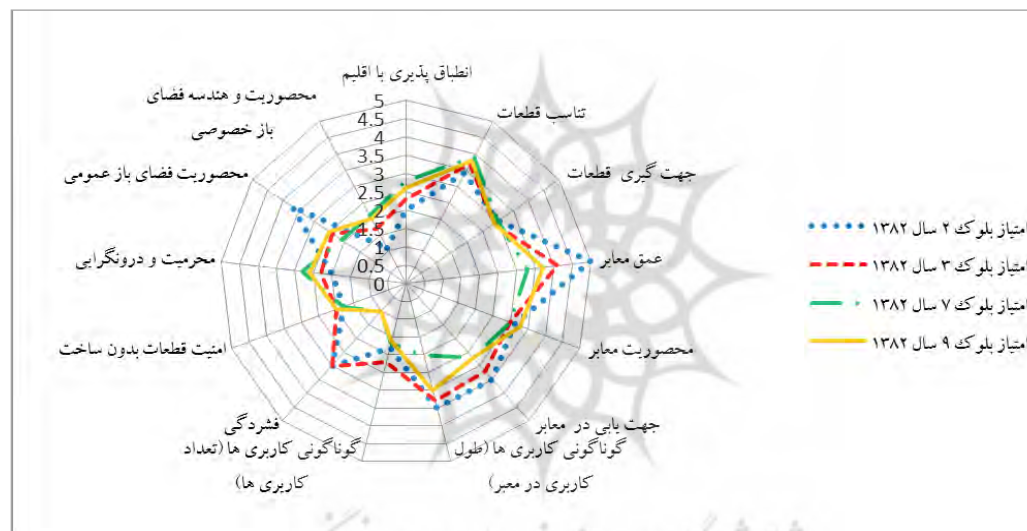 انطباق پذیری با اقلیم
تناسب قطعات
جهت گیری قطعات
عمق معابر
محصوریت معابر
جهت یابی در معابر
گوناگونی کاربری ها (طول
کاربری در معبر)
گوناگونی کاربری ها (تعداد
کاربری ها)
فشردگی
امنیت قطعات بدون ساخت
محرمیت و درونگرایی
محصوریت فضای باز عمومی
محصوریت و هندسه فضای
باز خصوصی
5
4.5
4
3.5
3
2.5
2
1.5
1
0.5
0
امتیاز بلوک ۲ سال ۱۳۸۲
امتیاز بلوک ۳ سال ۱۳۸۲
امتیاز بلوک ۷ سال ۱۳۸۲
امتیاز بلوک ۹ سال ۱۳۸۲